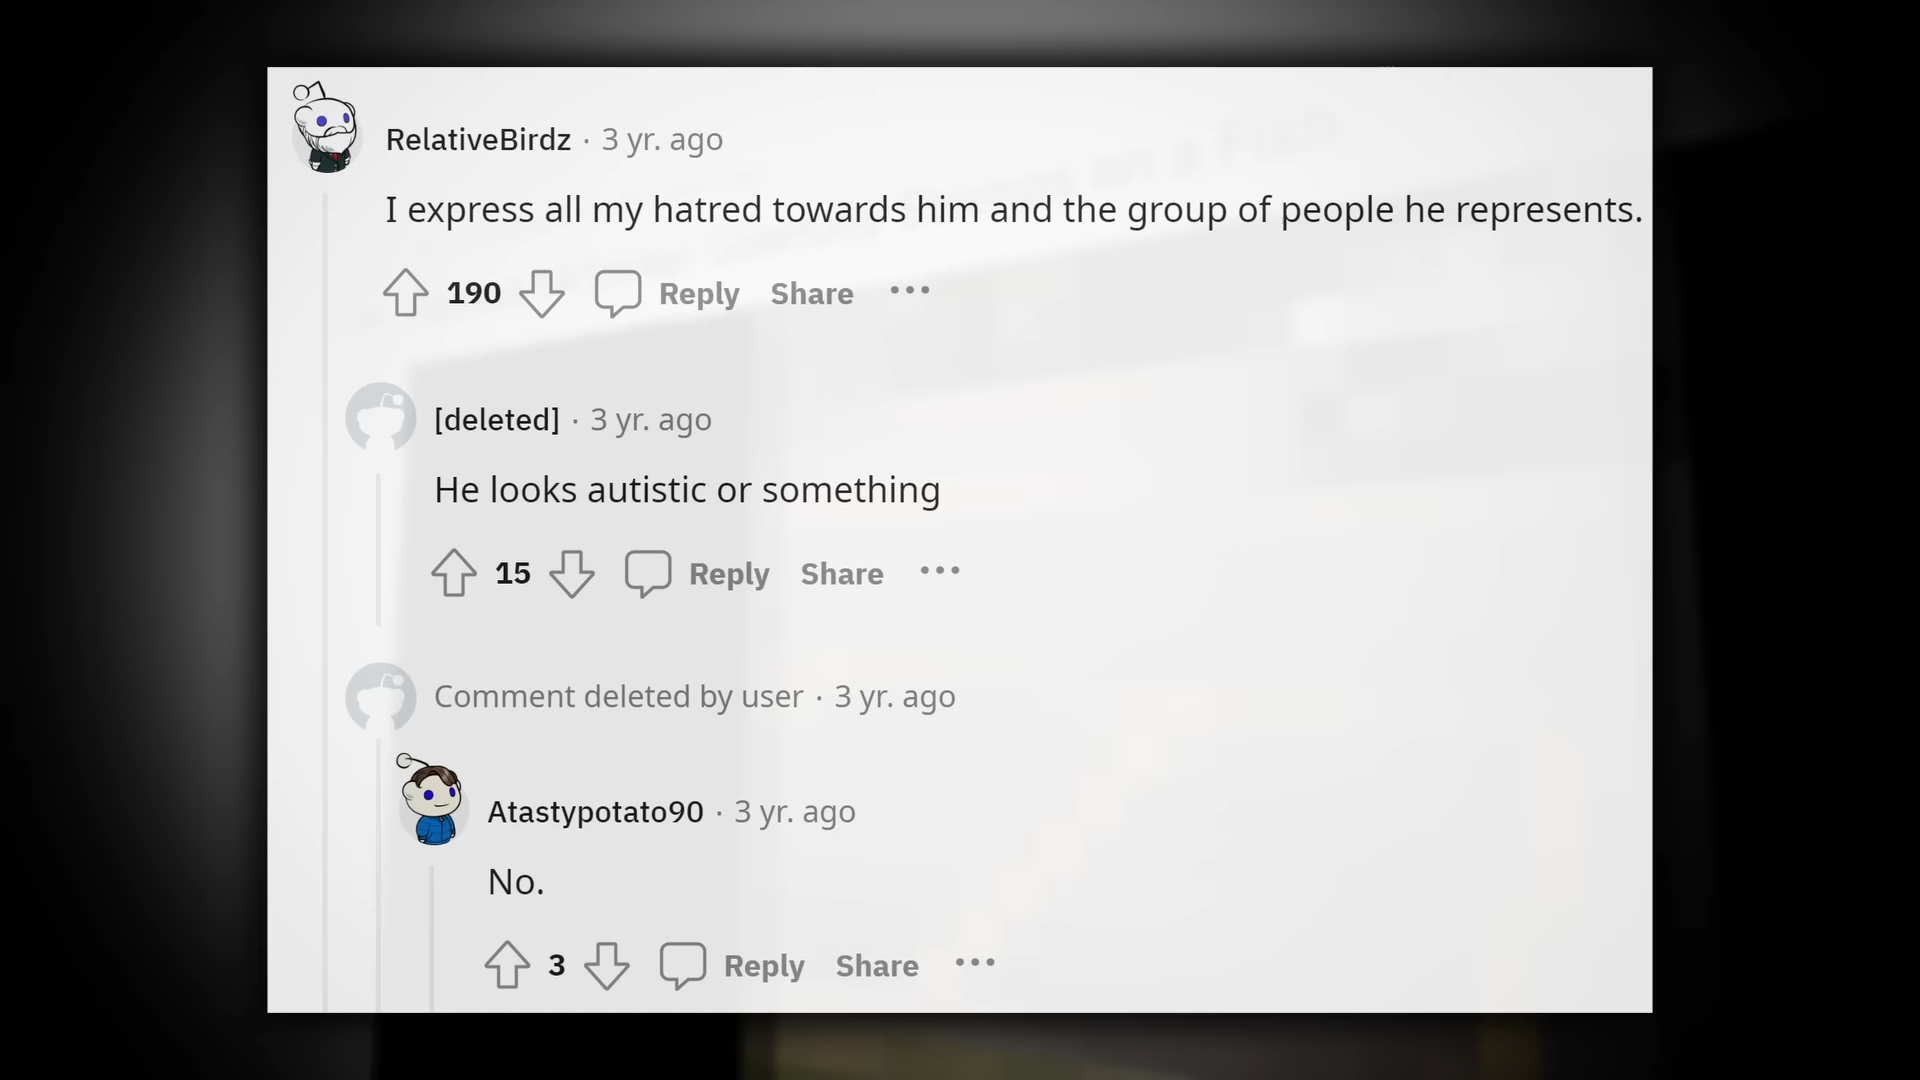 RelativeBirdz · 3 yr. ago
I express all my hatred towards him and the group of people he represents.
190 Reply Share •••
[deleted] · 3 yr. ago
He looks autistic or something
15 Reply Share •••
Comment deleted by user · 3 yr. ago
Atastypotato90 · 3 yr. ago
No.
3 Reply Share •••
on a Fish